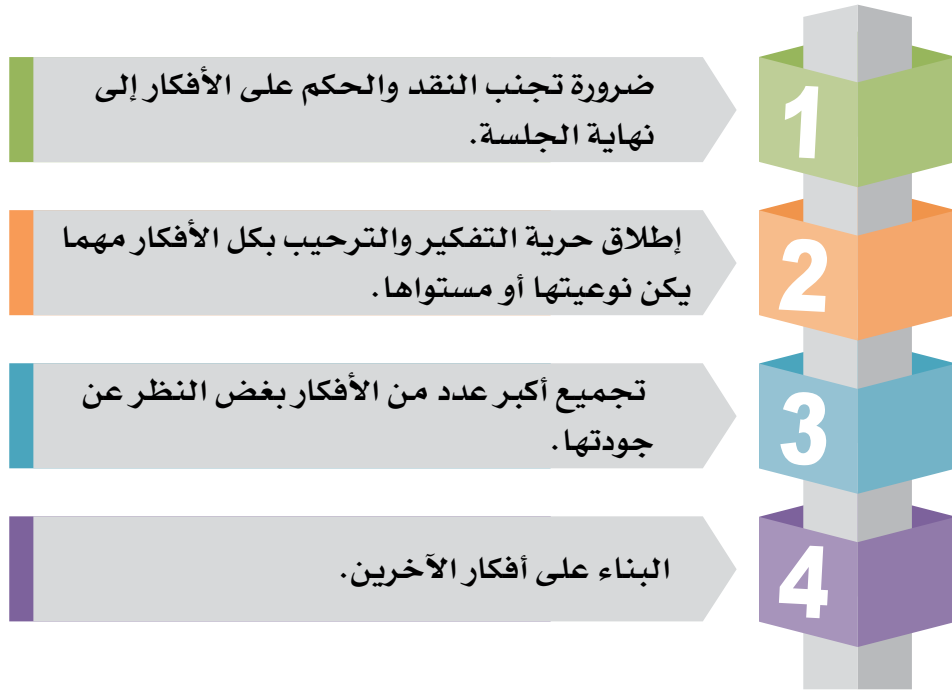 1
ضرورة تجنب النقد والحكم على الأفكار إلى
نهاية الجلسة.
2
إطلاق حرية التفكير والترحيب بكل الأفكار مهما
يكن نوعيتها أو مستواها.
3
تجميع أكبر عدد من الأفكار بغض النظر عن
جودتها.
4
البناء على أفكار الآخرين.